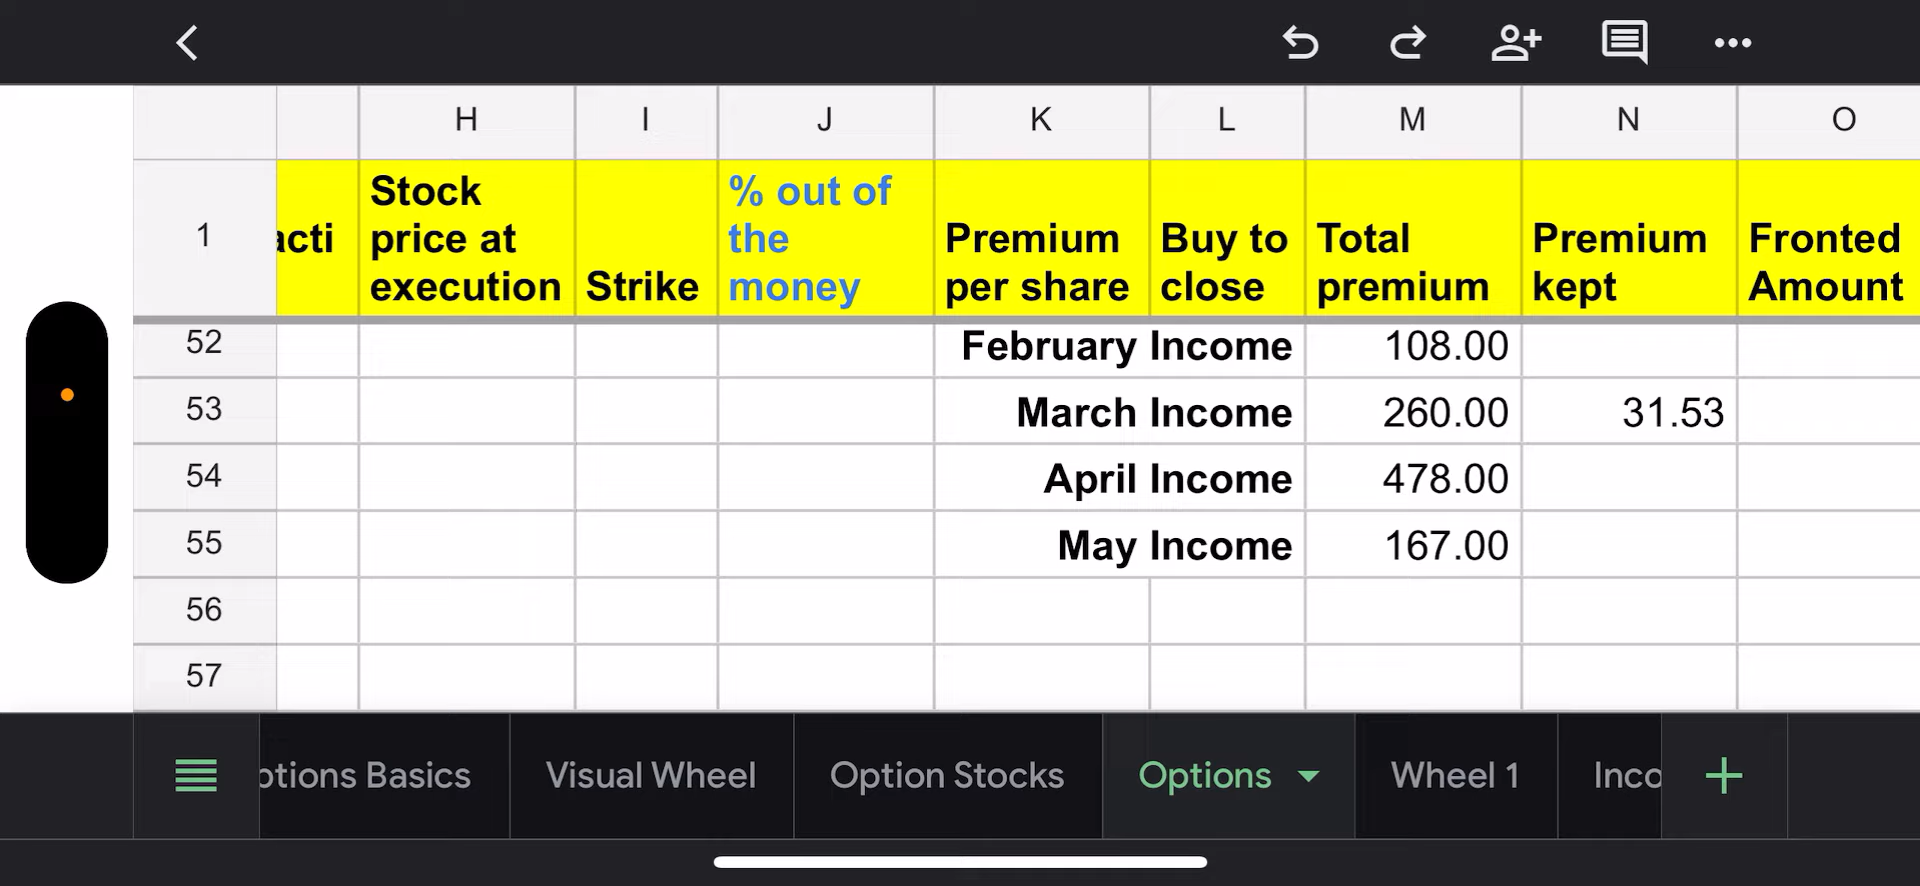 H I J K L M N O
1 acti Stock price at execution Strike % out of the money Premium per share Buy to close Total premium Premium kept Fronted Amount
52 February Income 108.00
53 March Income 260.00 31.53
54 April Income 478.00
55 May Income 167.00
56
57
ptions Basics Visual Wheel Option Stocks Options Wheel 1 Inco